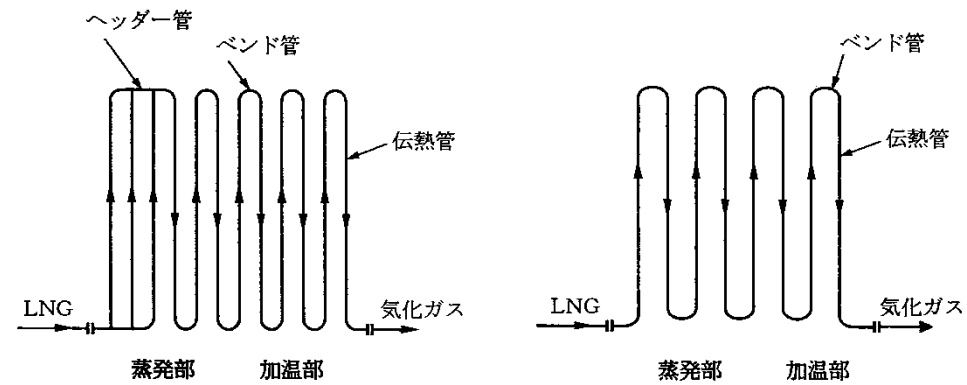 ヘッダー管
ベンド管
伝熱管
LNG
気化ガス
蒸発部
加温部
ベンド管
伝熱管
LNG
気化ガス
蒸発部
加温部